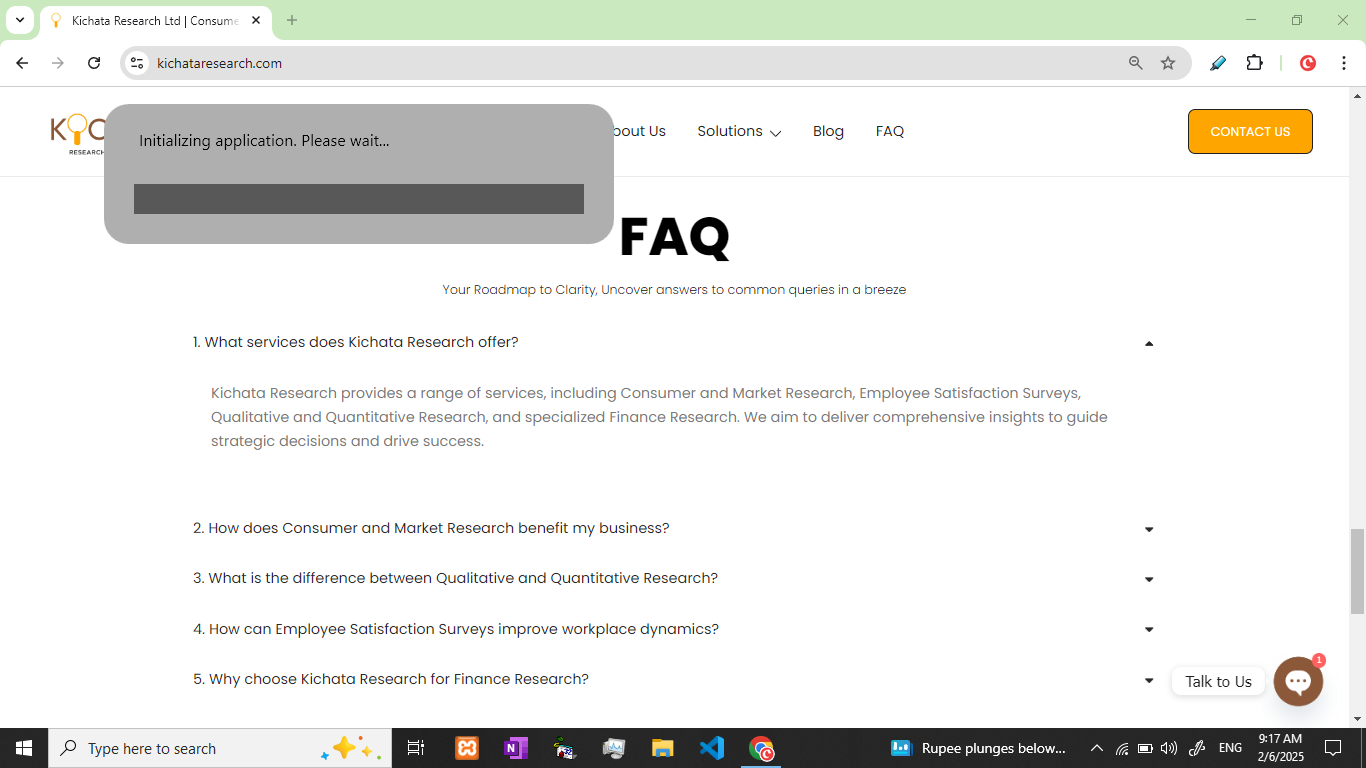 Kichata Research Ltd | Consume
kichataresearch.com
RESEARCH
Initializing application. Please wait...
bout Us
Solutions
Blog
FAQ
CONTACT US
FAQ
Your Roadmap to Clarity, Uncover answers to common queries in a breeze
1. What services does Kichata Research offer?
Kichata Research provides a range of services, including Consumer and Market Research, Employee Satisfaction Surveys,
Qualitative and Quantitative Research, and specialized Finance Research. We aim to deliver comprehensive insights to guide
strategic decisions and drive success.
2. How does Consumer and Market Research benefit my business?
3. What is the difference between Qualitative and Quantitative Research?
4. How can Employee Satisfaction Surveys improve workplace dynamics?
5. Why choose Kichata Research for Finance Research?
1
Talk to Us
Type here to search
Rupee plunges below...
ENG
9:17 AM
2/6/2025